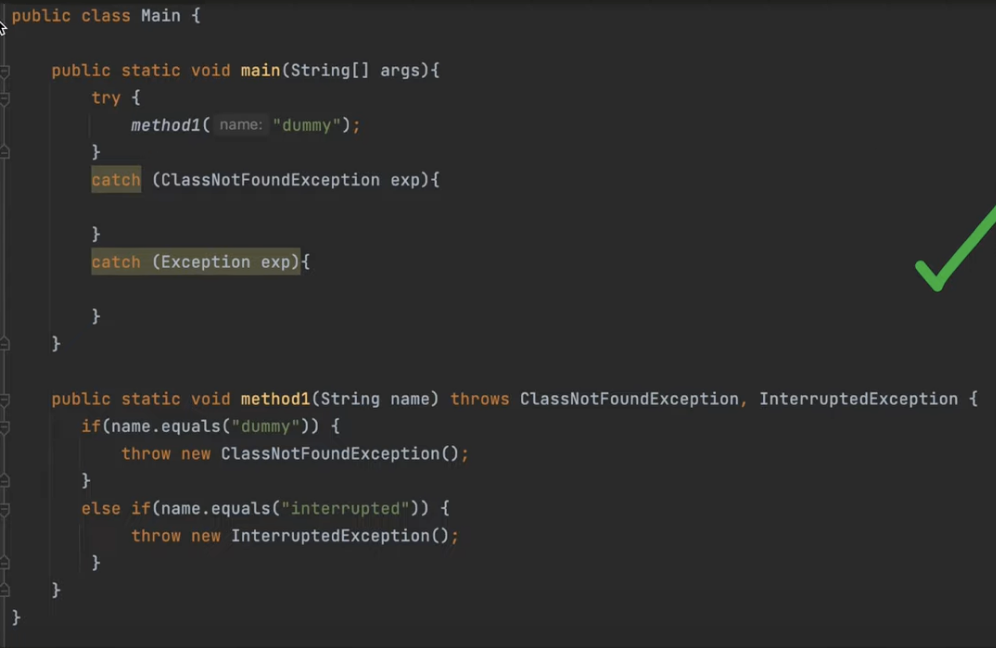 public class Main {
public static void main(String[] args){
try {
method1( name: "dummy");
}
catch (ClassNotFoundException exp){
}
catch (Exception exp){
}
}
public static void method1(String name) throws ClassNotFoundException, InterruptedException {
if(name.equals("dummy")) {
throw new ClassNotFoundException();
}
else if(name.equals("interrupted")) {
throw new InterruptedException();
}
}
}